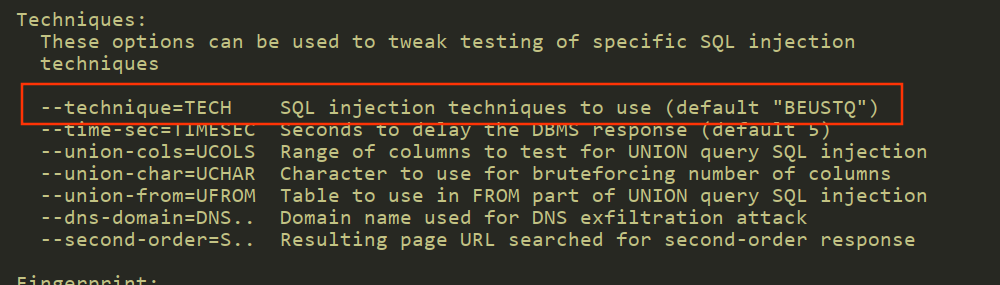 Techniques:
These options can be used to tweak testing of specific SQL injection
techniques
--technique=TECH    SQL injection techniques to use (default "BEUSTQ")
--time-sec=TIMESEC  Seconds to delay the DBMS response (default 5)
--union-cols=UCOLS  Range of columns to test for UNION query SQL injection
--union-char=UCHAR  Character to use for bruteforcing number of columns
--union-from=UFROM  Table to use in FROM part of UNION query SQL injection
--dns-domain=DNS..  Domain name used for DNS exfiltration attack
--second-order=S..  Resulting page URL searched for second-order response
Fingerprint: